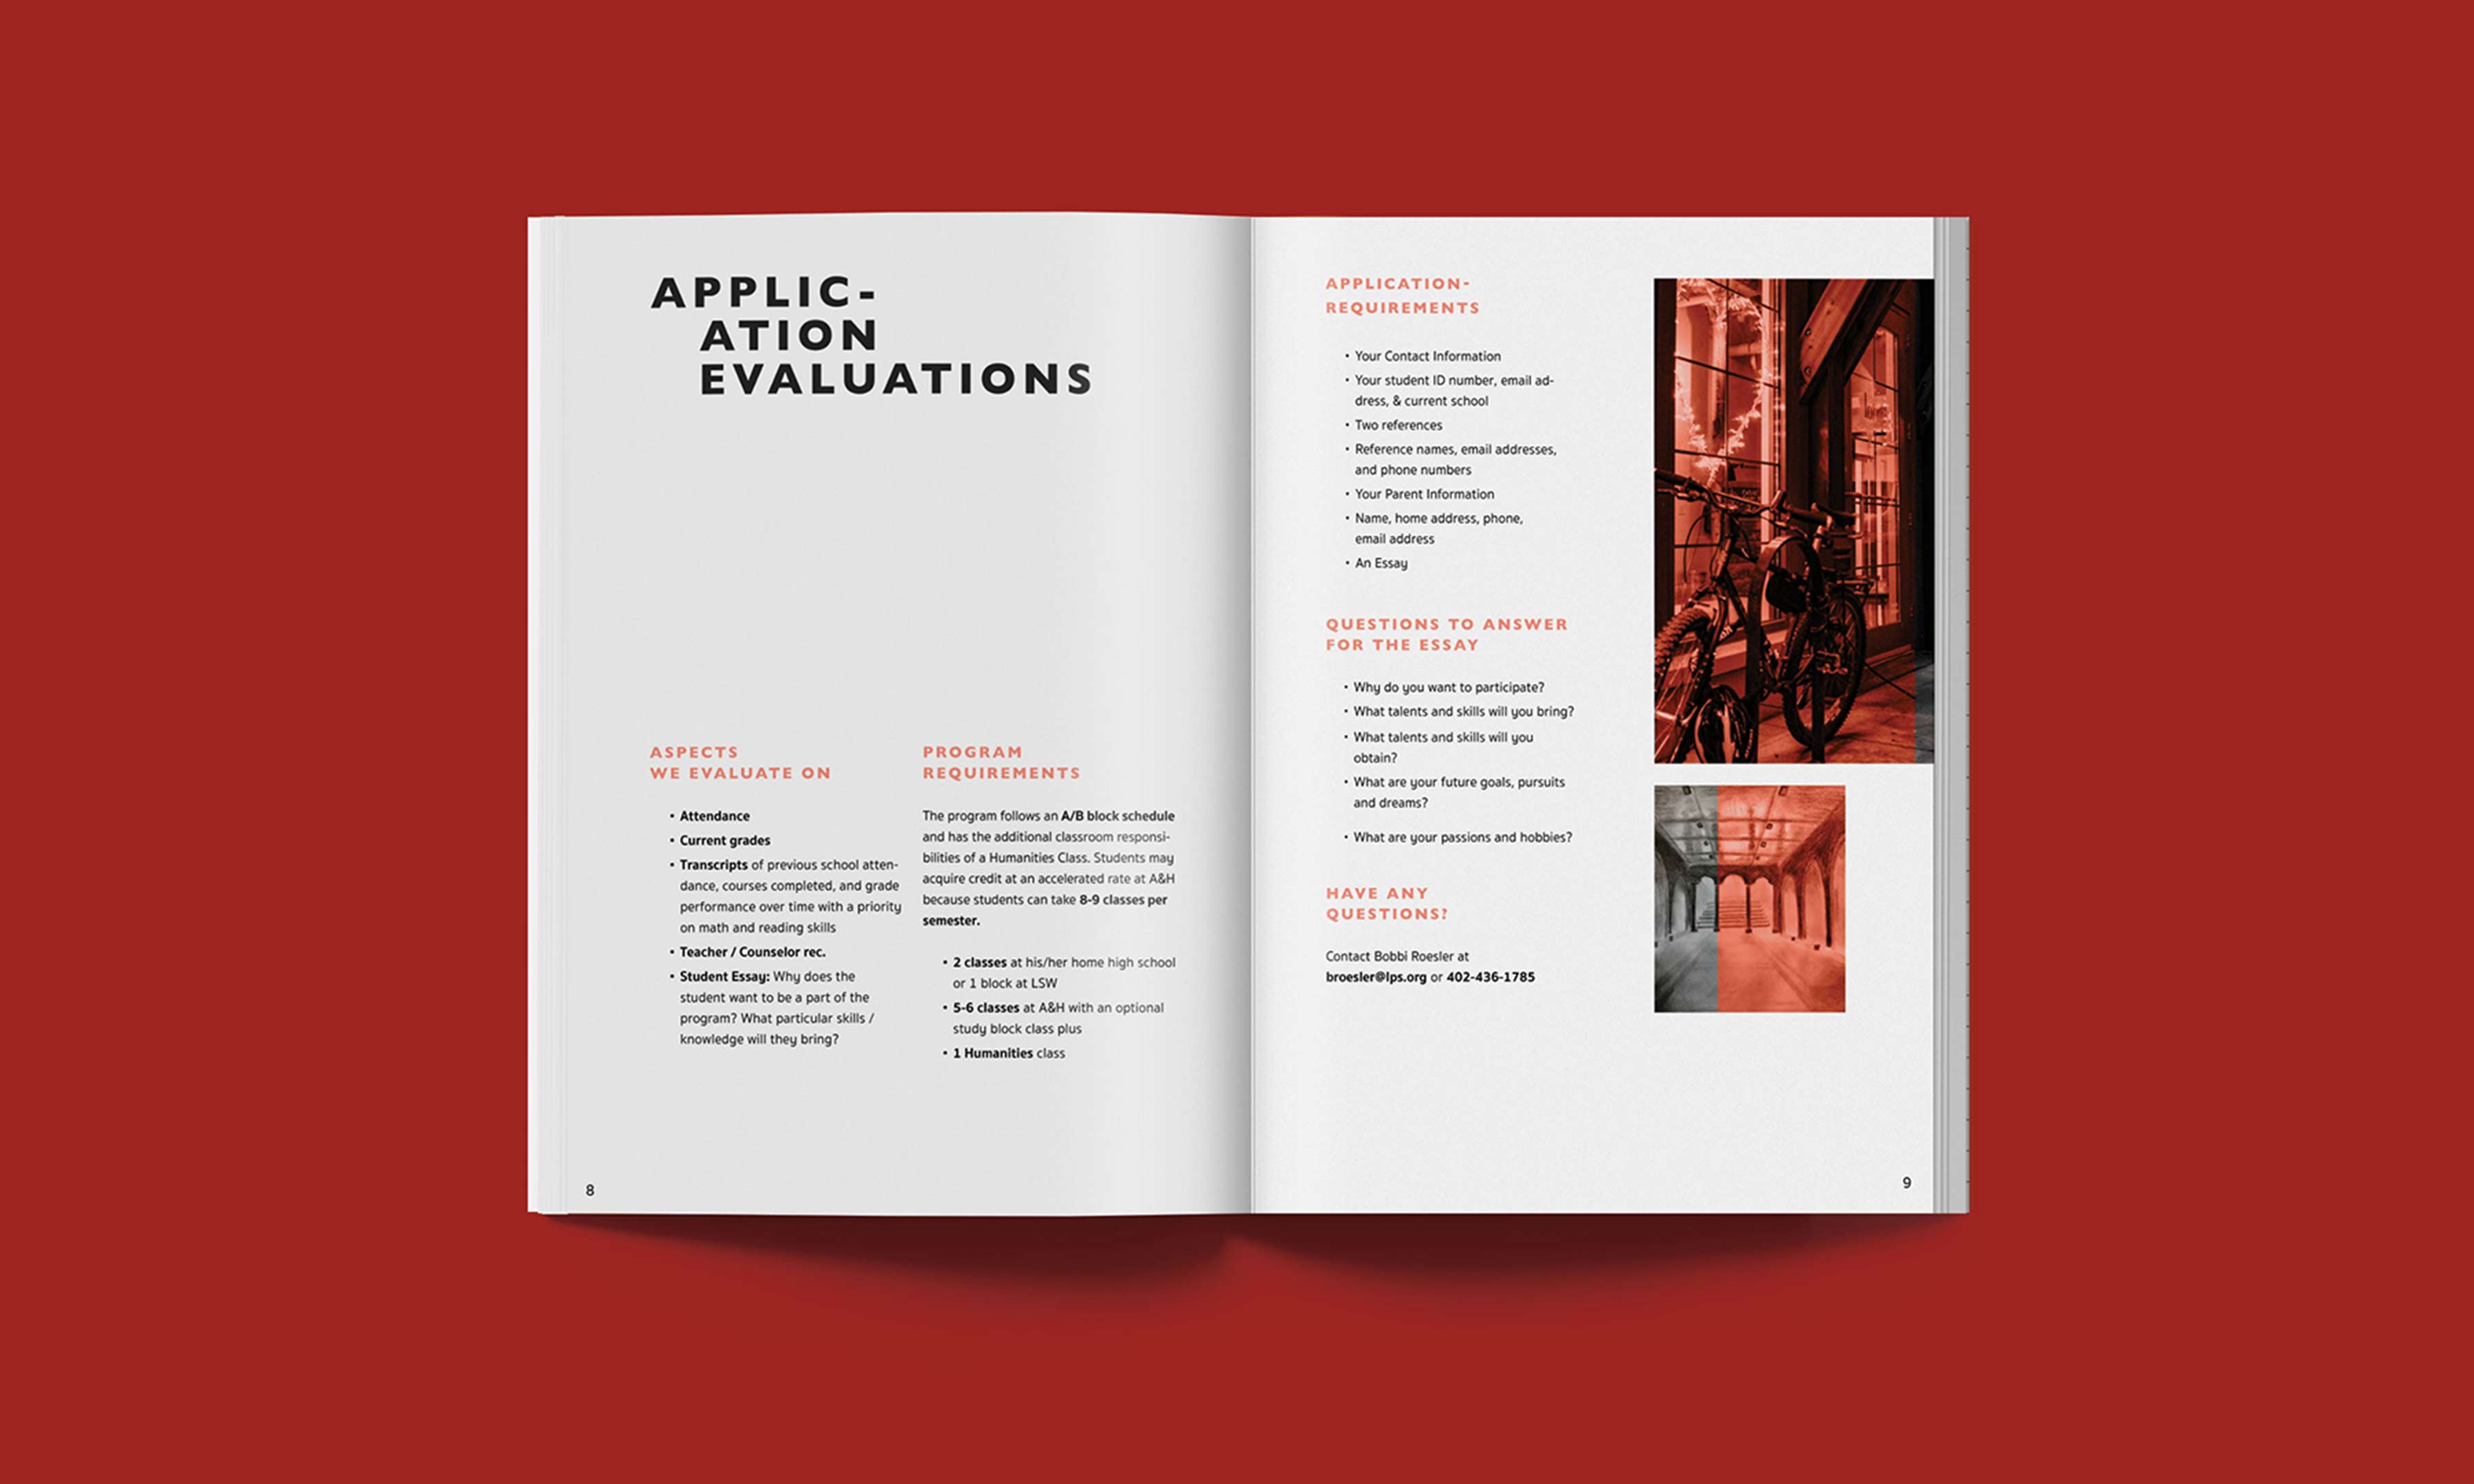 APPLIC-
ATION
EVALUATIONS
ASPECTS
WE EVALUATE ON
• Attendance
• Current grades
• Transcripts of previous school atten-
dance, courses completed, and grade
performance over time with a priority
on math and reading skills
• Teacher / Counselor rec.
• Student Essay: Why does the
student want to be a part of the
program? What particular skills /
knowledge will they bring?
PROGRAM
REQUIREMENTS
The program follows an A/B block schedule
and has the additional classroom responsi-
bilities of a Humanities Class. Students may
acquire credit at an accelerated rate at A&H
because students can take 8-9 classes per
semester.
• 2 classes at his/her home high school
or 1 block at LSW
• 5-6 classes at A&H with an optional
study block class plus
• 1 Humanities class
8
APPLICATION-
REQUIREMENTS
• Your Contact Information
• Your student ID number, email ad-
dress, & current school
• Two references
• Reference names, email addresses,
and phone numbers
• Your Parent Information
• Name, home address, phone,
email address
• An Essay
QUESTIONS TO ANSWER
FOR THE ESSAY
• Why do you want to participate?
• What talents and skills will you bring?
• What talents and skills will you
obtain?
• What are your future goals, pursuits
and dreams?
• What are your passions and hobbies?
HAVE ANY
QUESTIONS?
Contact Bobbi Roesler at
broesler@lps.org or 402-436-1785
9